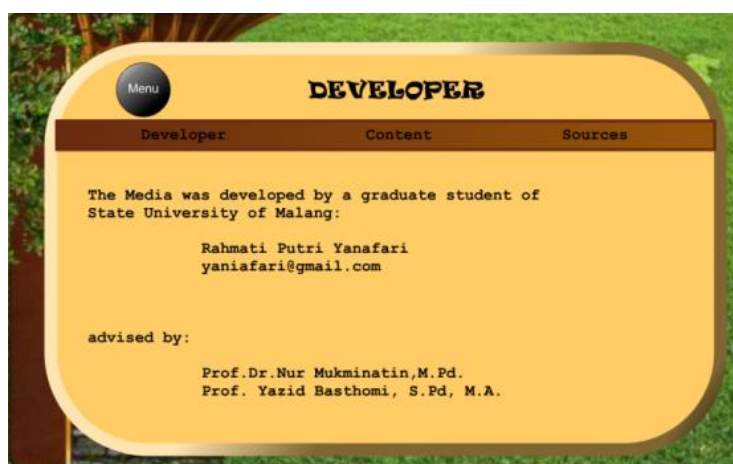 Menu
DEVELOPER
Developer Content Sources
The Media was developed by a graduate student of
State University of Malang:
Rahmati Putri Yanafari
yaniafari@gmail.com
advised by:
Prof.Dr.Nur Mukminatin,M.Pd.
Prof. Yazid Basthomi, S.Pd, M.A.